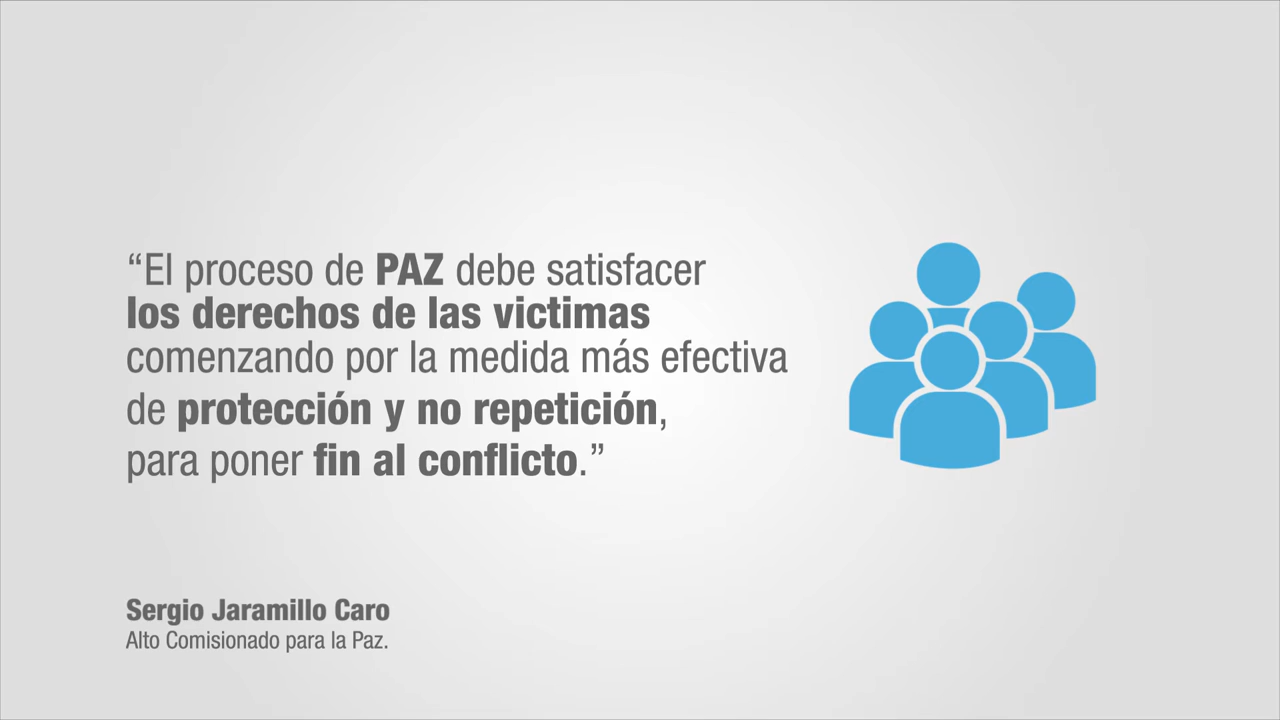 “El proceso de PAZ debe satisfacer
los derechos de las victimas
comenzando por la medida más efectiva
de protección y no repetición,
para poner fin al conflicto.”
Sergio Jaramillo Caro
Alto Comisionado para la Paz.